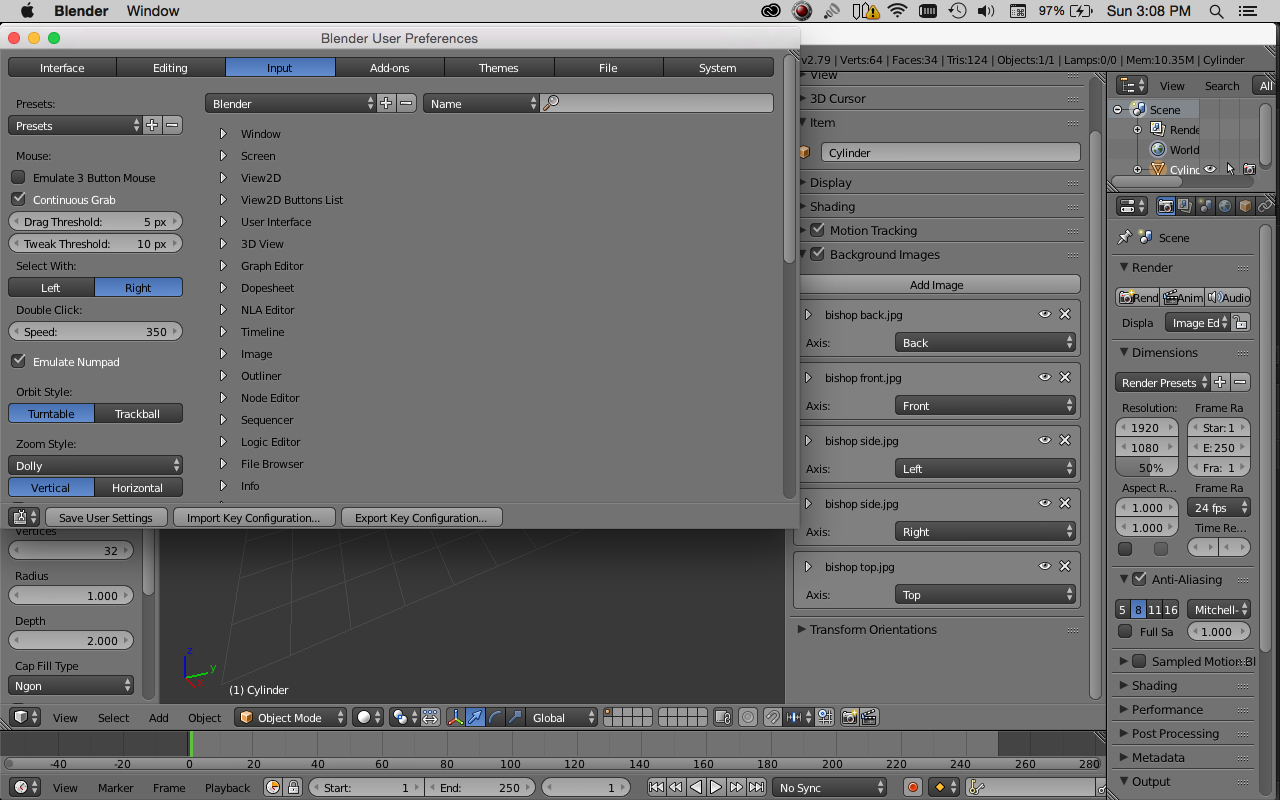 Blender Window 97% Sun 3:08 PM
Blender User Preferences
Interface Editing Input Add-ons Themes File System
v2.79 | Verts:64 | Faces:34 | Tris:124 | Objects:1/1 | Lamps:0/0 | Mem:10.35M | Cylinder
Presets:
Presets
Blender
Name
Mouse:
Emulate 3 Button Mouse
Continuous Grab
Drag Threshold: 5 px
Tweak Threshold: 10 px
Select With:
Left Right
Double Click:
Speed: 350
Emulate Numpad
Orbit Style:
Turntable Trackball
Zoom Style:
Dolly
Vertical Horizontal
Window
Screen
View2D
View2D Buttons List
User Interface
3D View
Graph Editor
Dopesheet
NLA Editor
Timeline
Image
Outliner
Node Editor
Sequencer
Logic Editor
File Browser
Info
Save User Settings Import Key Configuration... Export Key Configuration...
Vertices
32
Radius
1.000
Depth
2.000
Cap Fill Type
Ngon
z
y
(1) Cylinder
View
3D Cursor
Item
Cylinder
Display
Shading
Motion Tracking
Background Images
Add Image
bishop back.jpg
Axis: Back
bishop front.jpg
Axis: Front
bishop side.jpg
Axis: Left
bishop side.jpg
Axis: Right
bishop top.jpg
Axis: Top
Transform Orientations
View Search All
Scene
Rende
World
Cylinc
Scene
Render
Rend Anim Audio
Displa Image Ed
Dimensions
Render Presets
Resolution: Frame Ra
1920 Star: 1
1080 E: 250
50% Fra: 1
Aspect R... Frame Ra
1.000 24 fps
1.000 Time Re...
Anti-Aliasing
5 8 11 16 Mitchell-
Full Sa 1.000
Sampled Motion Bl
Shading
Performance
Post Processing
Metadata
Output
View Select Add Object Object Mode Global
-40 -20 0 20 40 60 80 100 120 140 160 180 200 220 240 260 280
View Marker Frame Playback Start: 1 End: 250 1 No Sync